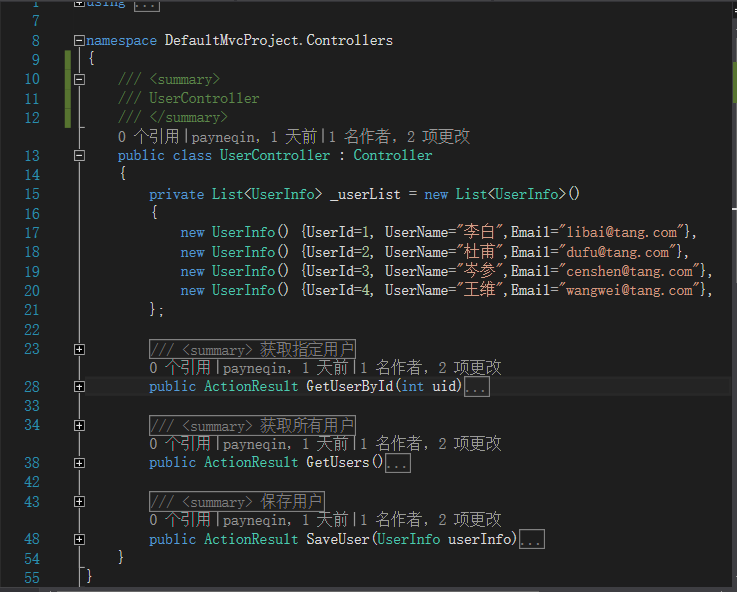 1 using ...
7
8 namespace DefaultMvcProject.Controllers
9 {
10 /// <summary>
11 /// UserController
12 /// </summary>
0 个引用|payneqin, 1 天前|1 名作者, 2 项更改
13 public class UserController : Controller
14 {
15 private List<UserInfo> _userList = new List<UserInfo>()
16 {
17 new UserInfo() {UserId=1, UserName="李白",Email="libai@tang.com"},
18 new UserInfo() {UserId=2, UserName="杜甫",Email="dufu@tang.com"},
19 new UserInfo() {UserId=3, UserName="岑参",Email="censhen@tang.com"},
20 new UserInfo() {UserId=4, UserName="王维",Email="wangwei@tang.com"},
21 };
22
23 /// <summary> 获取指定用户
0 个引用|payneqin, 1 天前|1 名作者, 2 项更改
28 public ActionResult GetUserById(int uid)...
33
34 /// <summary> 获取所有用户
0 个引用|payneqin, 1 天前|1 名作者, 2 项更改
38 public ActionResult GetUsers()...
42
43 /// <summary> 保存用户
0 个引用|payneqin, 1 天前|1 名作者, 2 项更改
48 public ActionResult SaveUser(UserInfo userInfo)...
54 }
55 }